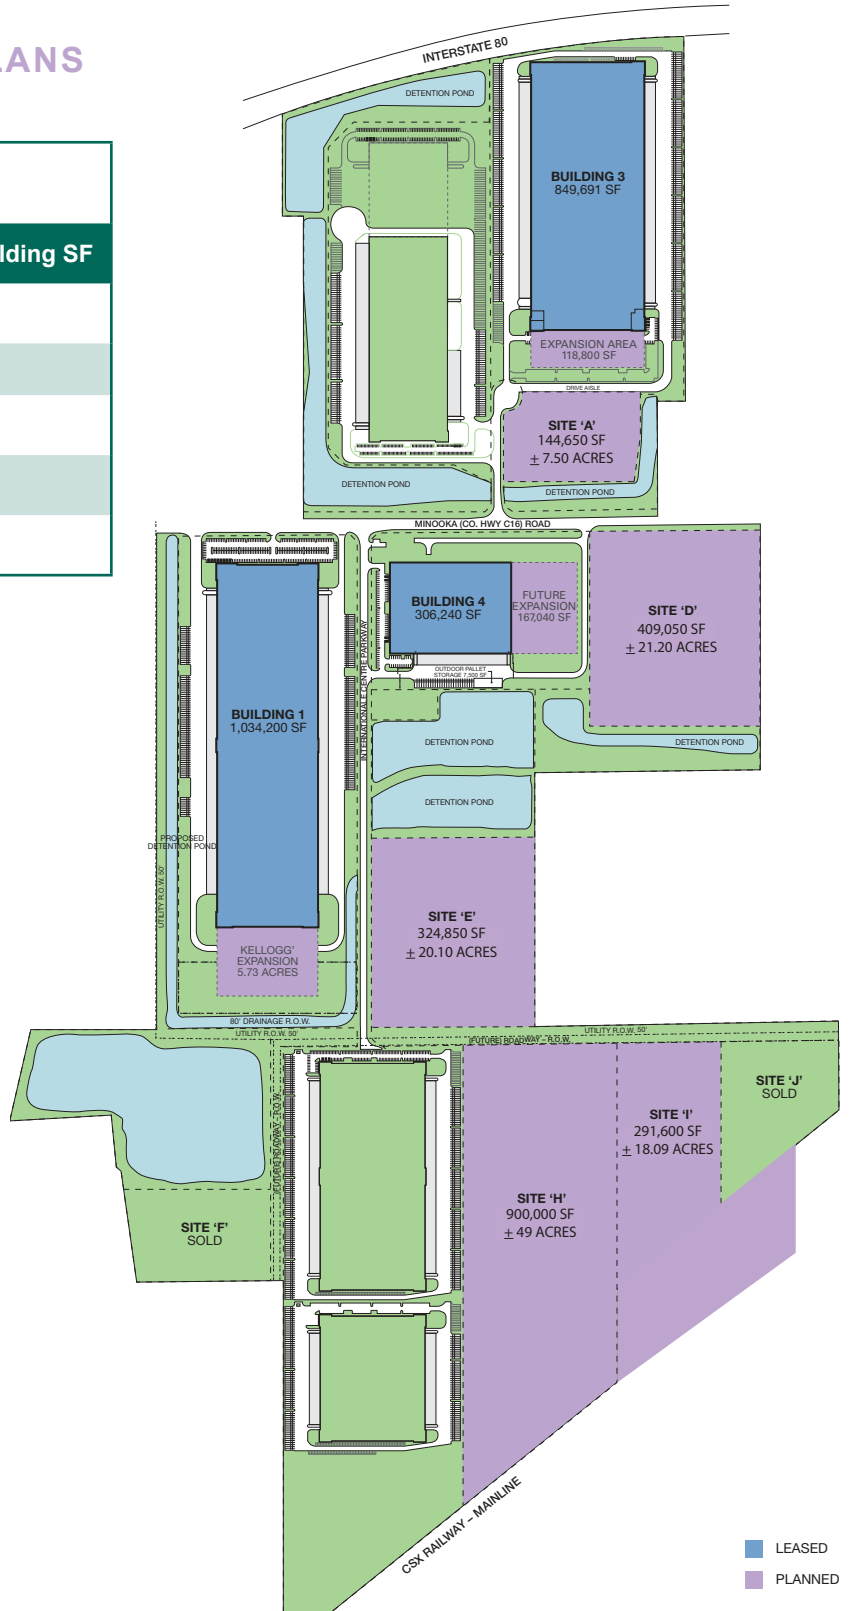 LANS
lding SF
INTERSTATE 80
DETENTION POND
BUILDING 3
849,691 SF
EXPANSION AREA
118,800 SF
DRIVE AISLE
SITE ‘A’
144,650 SF
± 7.50 ACRES
DETENTION POND
DETENTION POND
MINOOKA (CO. HWY C16) ROAD
BUILDING 4
306,240 SF
FUTURE
EXPANSION
167,040 SF
SITE ‘D’
409,050 SF
± 21.20 ACRES
OUTDOOR PALLET
STORAGE 7,500 SF
INTERNATIONALE CENTRE PARKWAY
BUILDING 1
1,034,200 SF
DETENTION POND
DETENTION POND
DETENTION POND
PROPOSED
DETENTION POND
UTILITY R.O.W. 50'
SITE ‘E’
324,850 SF
± 20.10 ACRES
KELLOGG’
EXPANSION
5.73 ACRES
80' DRAINAGE R.O.W.
UTILITY R.O.W. 50'
UTILITY R.O.W. 50'
(FUTURE) ROADWAY – R.O.W.
(FUTURE) ROADWAY – R.O.W.
SITE ‘J’
SOLD
SITE ‘I’
291,600 SF
± 18.09 ACRES
SITE ‘H’
900,000 SF
± 49 ACRES
SITE ‘F’
SOLD
CSX RAILWAY – MAINLINE
LEASED
PLANNED